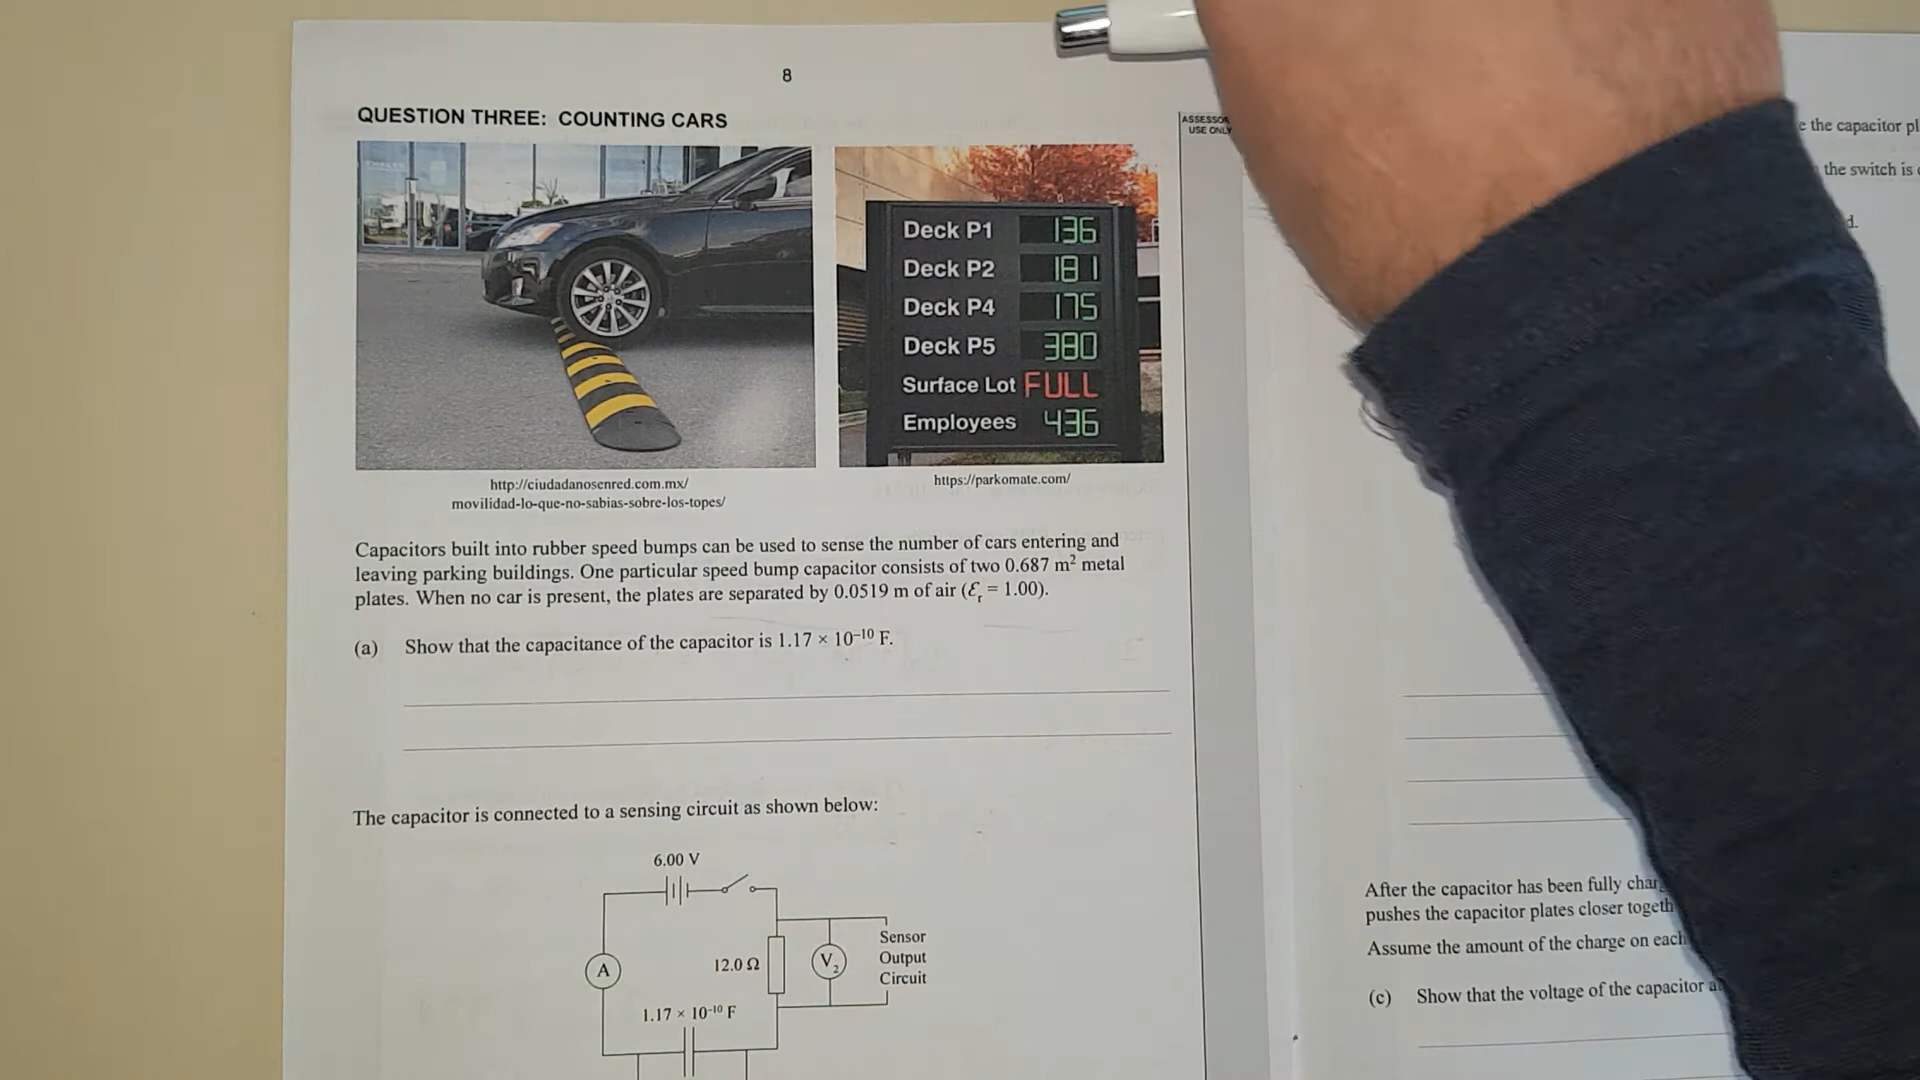 8
QUESTION THREE: COUNTING CARS
ASSESSOR
USE ONLY
Deck P1 136
Deck P2 181
Deck P4 175
Deck P5 380
Surface Lot FULL
Employees 436
http://ciudadanosenred.com.mx/
movilidad-lo-que-no-sabias-sobre-los-topes/
https://parkomate.com/
Capacitors built into rubber speed bumps can be used to sense the number of cars entering and
leaving parking buildings. One particular speed bump capacitor consists of two 0.687 m² metal
plates. When no car is present, the plates are separated by 0.0519 m of air (Ɛᵣ = 1.00).
(a) Show that the capacitance of the capacitor is 1.17 × 10⁻¹⁰ F.
The capacitor is connected to a sensing circuit as shown below:
6.00 V
A
12.0 Ω
V₂
Sensor
Output
Circuit
1.17 × 10⁻¹⁰ F
the capacitor
the switch is
After the capacitor has been fully
pushes the capacitor plates closer
Assume the amount of the charge on each
(c) Show that the voltage of the capacitor